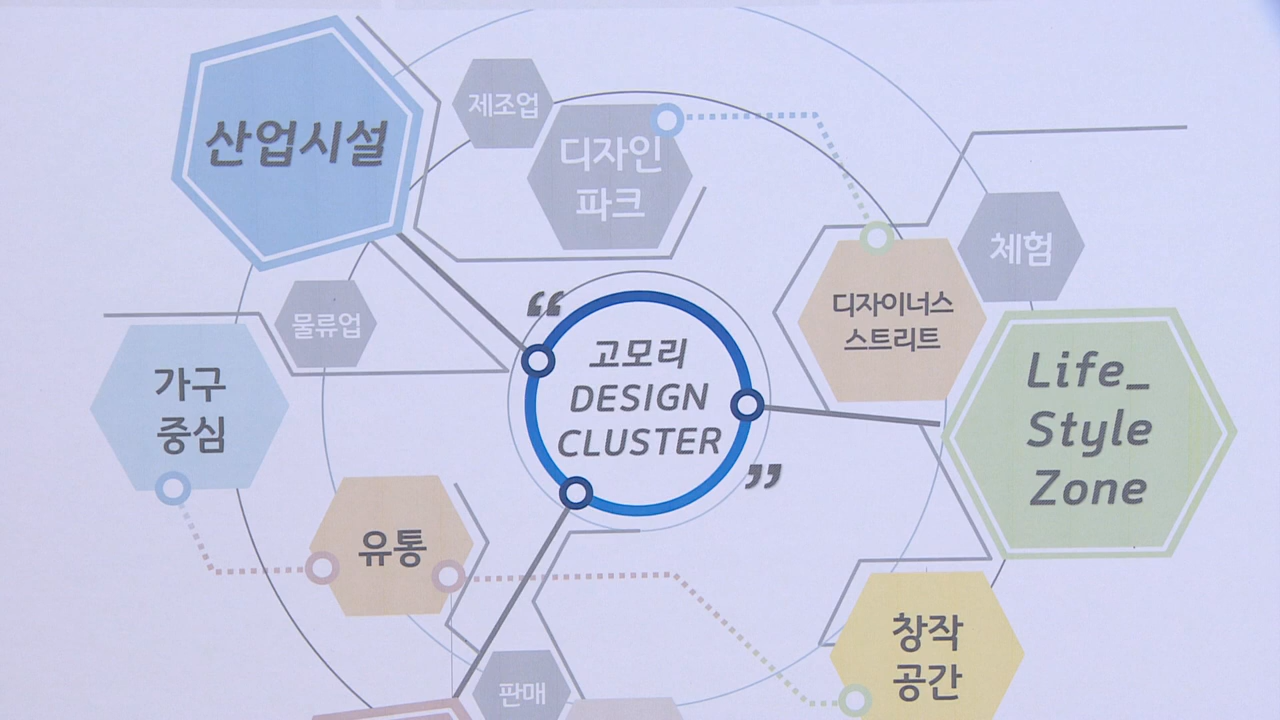 산업시설
제조업
디자인
파크
체험
디자이너스
스트리트
물류업
가구
중심
“
고모리
DESIGN
CLUSTER
”
Life_
Style
Zone
유통
창작
공간
판매